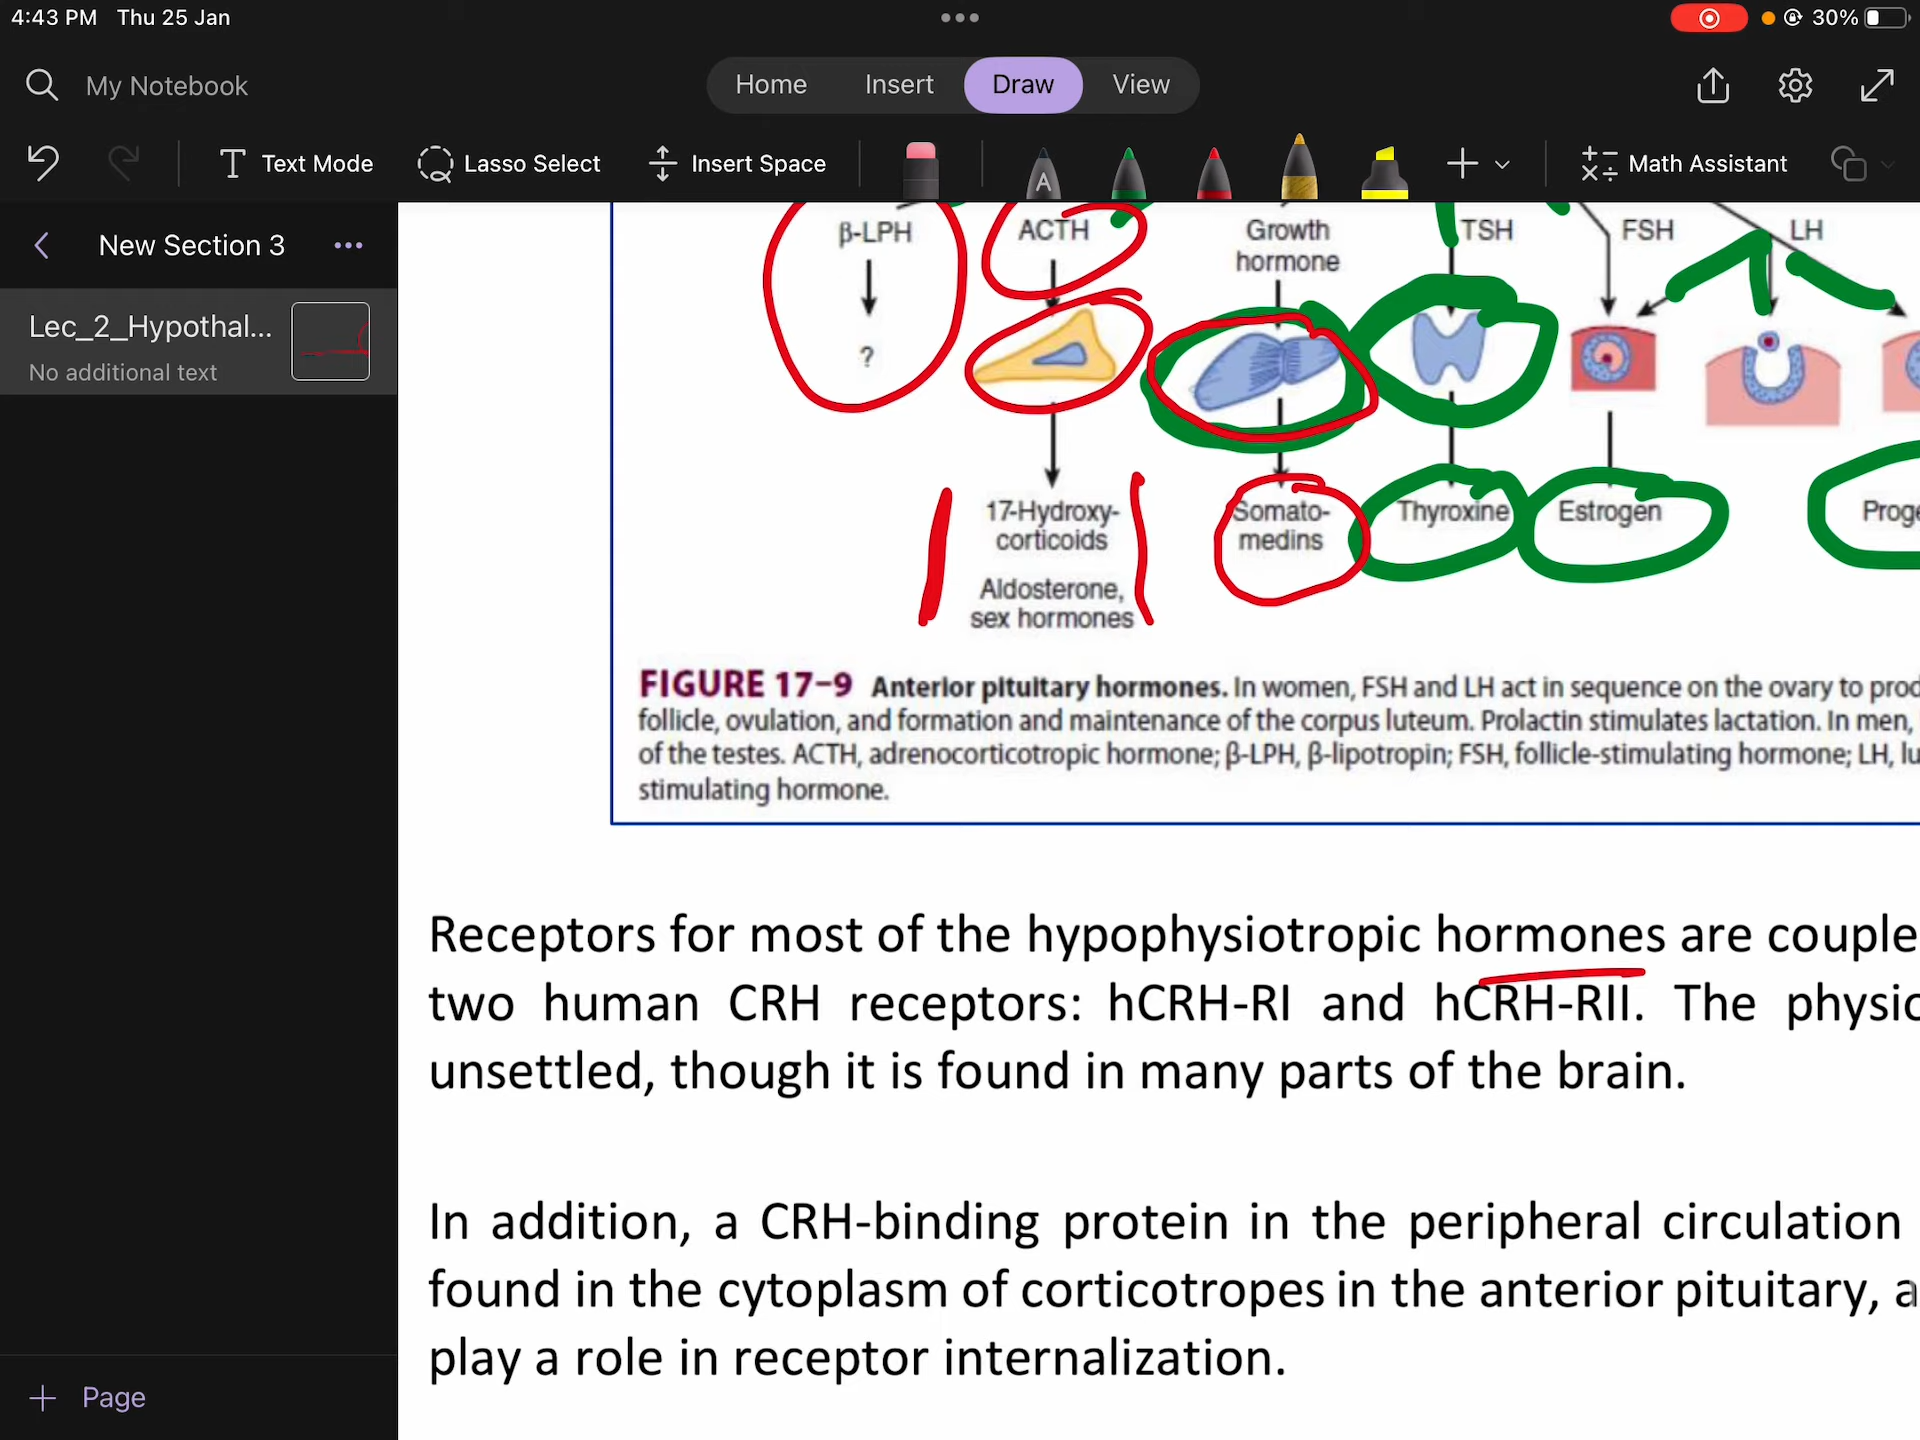 4:43 PM Thu 25 Jan
30%
My Notebook
Home Insert Draw View
Text Mode Lasso Select Insert Space A Math Assistant
New Section 3
Lec_2_Hypothal...
No additional text
Page
β-LPH ACTH Growth hormone TSH FSH LH
?
17-Hydroxy-
corticoids
Aldosterone,
sex hormones
Somato-
medins
Thyroxine
Estrogen
FIGURE 17–9 Anterior pituitary hormones. In women, FSH and LH act in sequence on the ovary to prod
follicle, ovulation, and formation and maintenance of the corpus luteum. Prolactin stimulates lactation. In men,
of the testes. ACTH, adrenocorticotropic hormone; β-LPH, β-lipotropin; FSH, follicle-stimulating hormone; LH, lu
stimulating hormone.
Receptors for most of the hypophysiotropic hormones are couple
two human CRH receptors: hCRH-RI and hCRH-RII. The physio
unsettled, though it is found in many parts of the brain.
In addition, a CRH-binding protein in the peripheral circulation
found in the cytoplasm of corticotropes in the anterior pituitary, a
play a role in receptor internalization.